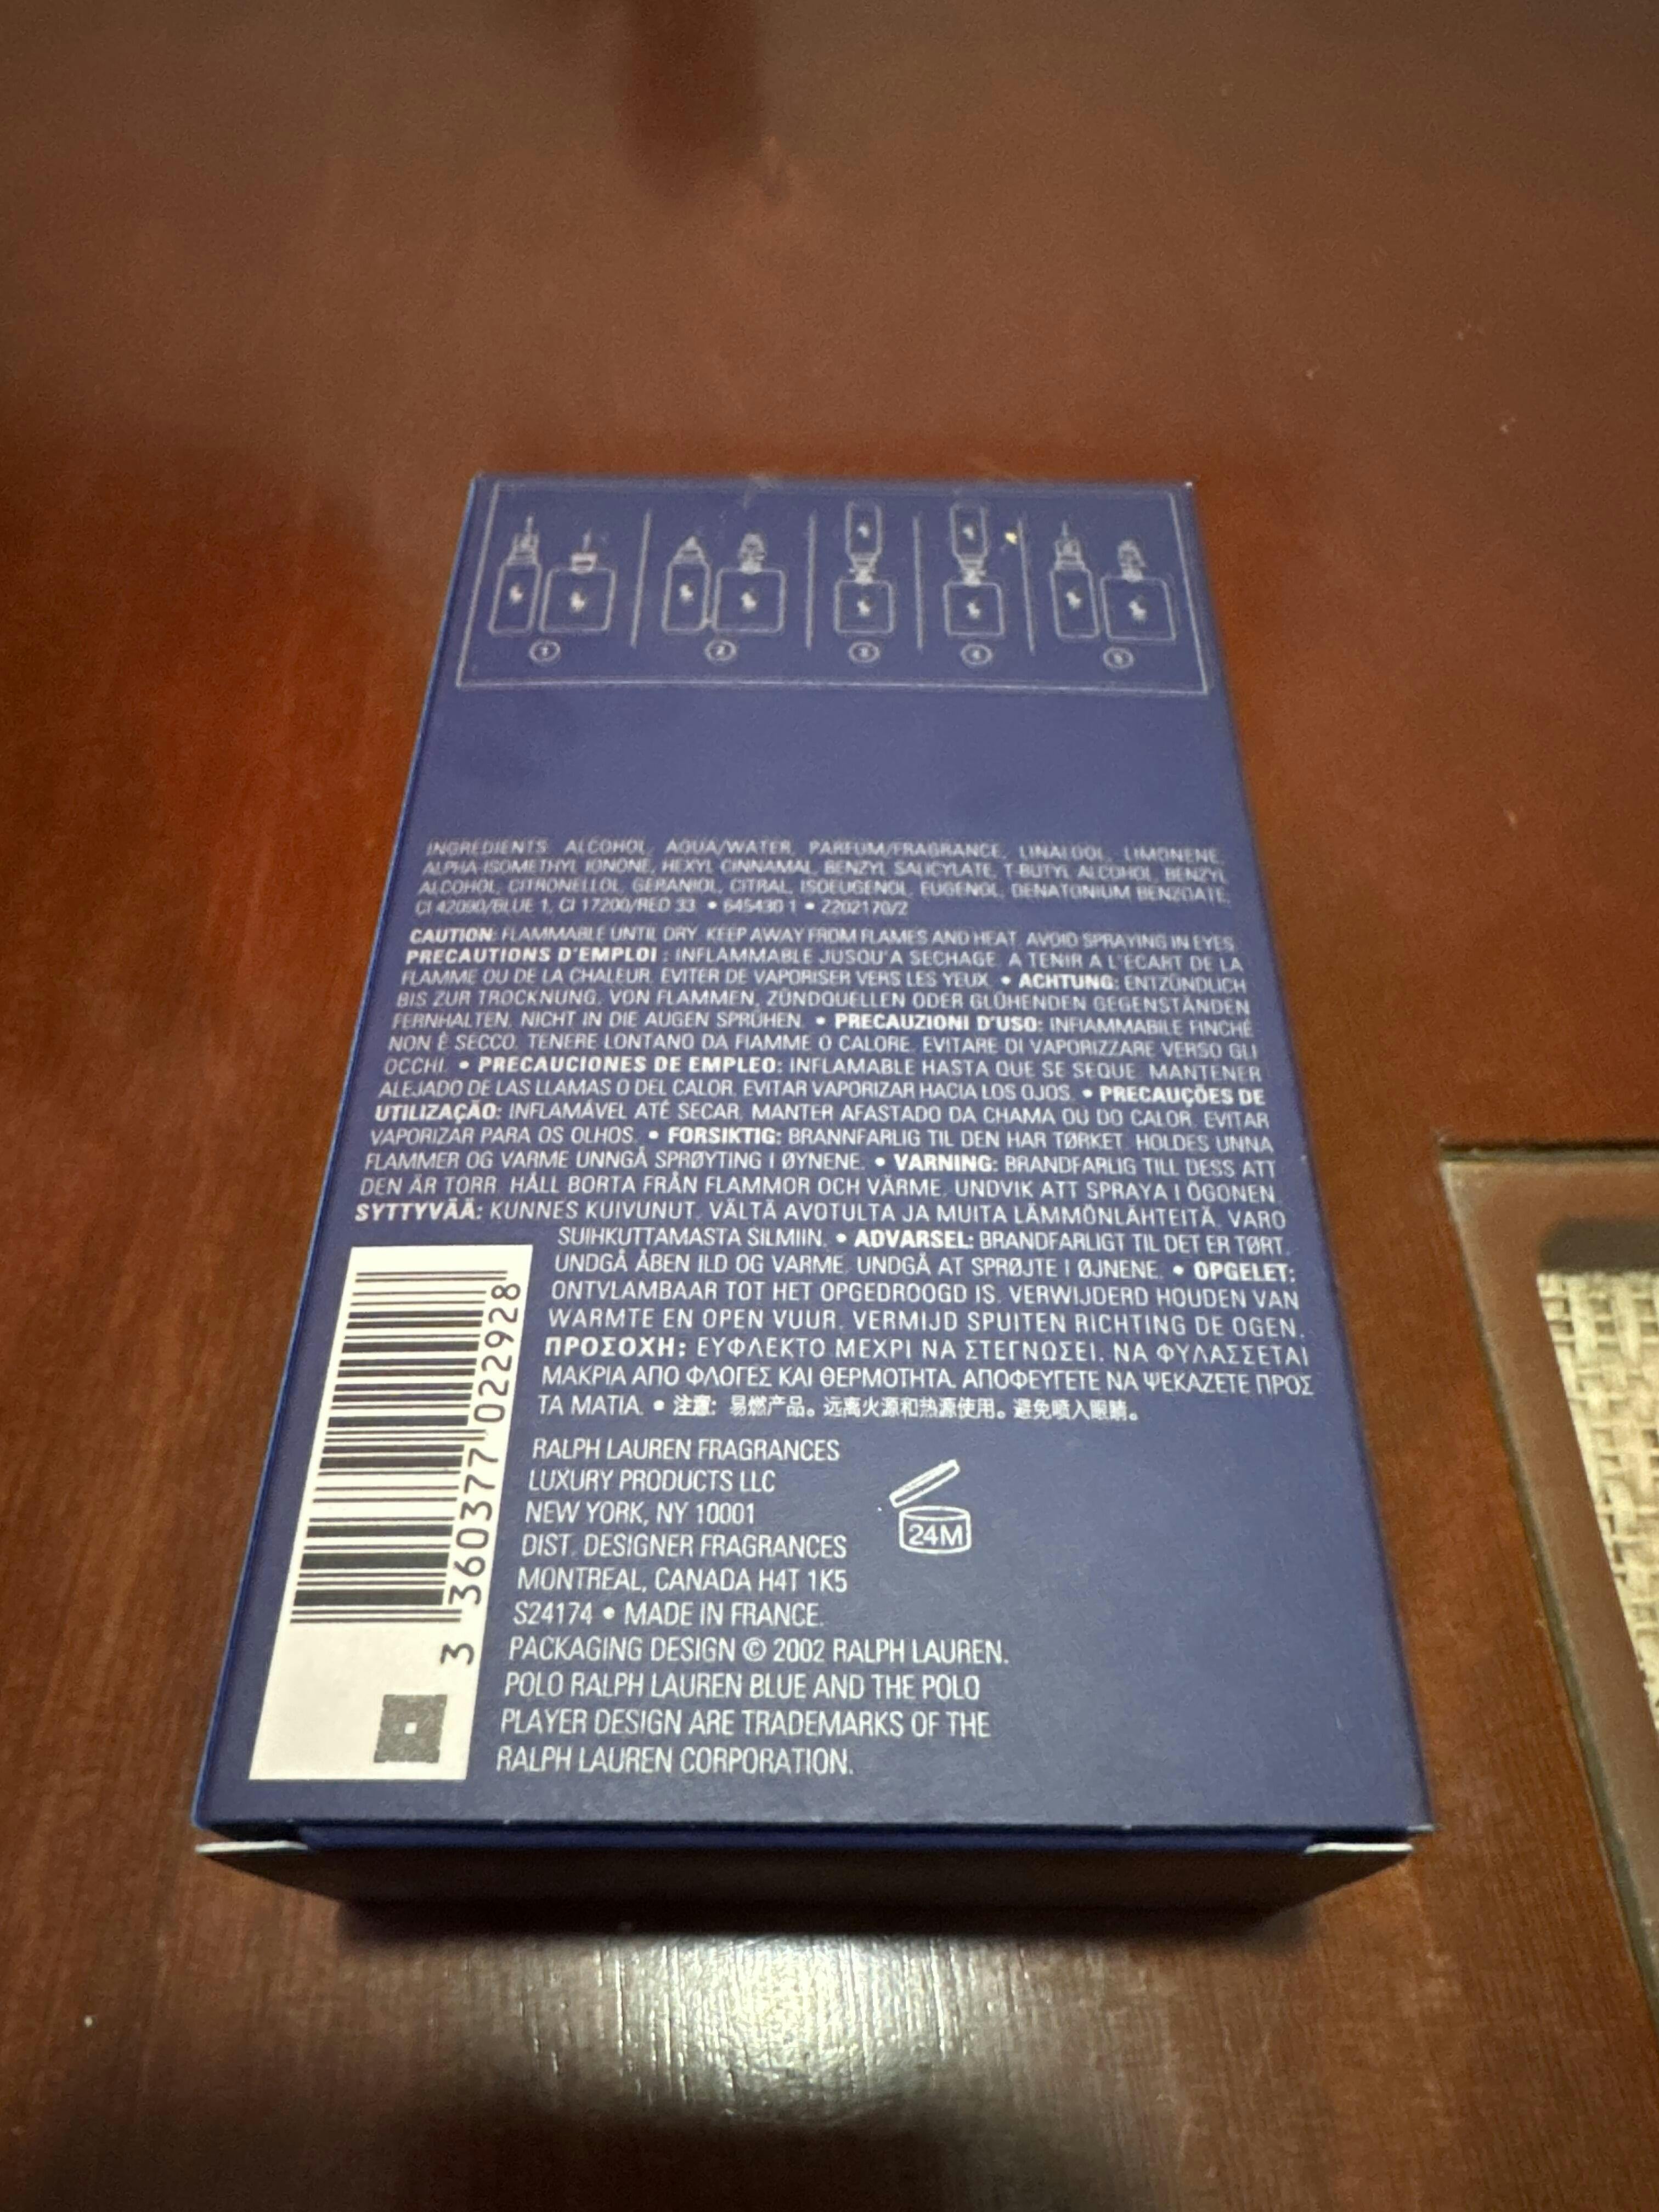 1 2 3 4 5
INGREDIENTS: ALCOHOL, AQUA/WATER, PARFUM/FRAGRANCE, LINALOOL, LIMONENE,
ALPHA-ISOMETHYL IONONE, HEXYL CINNAMAL, BENZYL SALICYLATE, T-BUTYL ALCOHOL, BENZYL
ALCOHOL, CITRONELLOL, GERANIOL, CITRAL, ISOEUGENOL, EUGENOL, DENATONIUM BENZOATE,
CI 42090/BLUE 1, CI 17200/RED 33 • 645430 1 • Z202170/2
CAUTION: FLAMMABLE UNTIL DRY. KEEP AWAY FROM FLAMES AND HEAT. AVOID SPRAYING IN EYES.
PRECAUTIONS D'EMPLOI : INFLAMMABLE JUSQU'A SECHAGE. A TENIR A L'ECART DE LA
FLAMME OU DE LA CHALEUR. EVITER DE VAPORISER VERS LES YEUX. • ACHTUNG: ENTZÜNDLICH
BIS ZUR TROCKNUNG. VON FLAMMEN, ZÜNDQUELLEN ODER GLÜHENDEN GEGENSTÄNDEN
FERNHALTEN. NICHT IN DIE AUGEN SPRÜHEN. • PRECAUZIONI D'USO: INFIAMMABILE FINCHÉ
NON È SECCO. TENERE LONTANO DA FIAMME O CALORE. EVITARE DI VAPORIZZARE VERSO GLI
OCCHI. • PRECAUCIONES DE EMPLEO: INFLAMABLE HASTA QUE SE SEQUE. MANTENER
ALEJADO DE LAS LLAMAS O DEL CALOR. EVITAR VAPORIZAR HACIA LOS OJOS. • PRECAUÇÕES DE
UTILIZAÇÃO: INFLAMÁVEL ATÉ SECAR. MANTER AFASTADO DA CHAMA OU DO CALOR. EVITAR
VAPORIZAR PARA OS OLHOS. • FORSIKTIG: BRANNFARLIG TIL DEN HAR TØRKET. HOLDES UNNA
FLAMMER OG VARME. UNNGÅ SPRØYTING I ØYNENE. • VARNING: BRANDFARLIG TILL DESS ATT
DEN ÄR TORR. HÅLL BORTA FRÅN FLAMMOR OCH VÄRME. UNDVIK ATT SPRAYA I ÖGONEN.
SYTTYVÄÄ: KUNNES KUIVUNUT. VÄLTÄ AVOTULTA JA MUITA LÄMMÖNLÄHTEITÄ. VARO
SUIHKUTTAMASTA SILMIIN. • ADVARSEL: BRANDFARLIGT TIL DET ER TØRT.
UNDGÅ ÅBEN ILD OG VARME. UNDGÅ AT SPRØJTE I ØJNENE. • OPGELET:
ONTVLAMBAAR TOT HET OPGEDROOGD IS. VERWIJDERD HOUDEN VAN
WARMTE EN OPEN VUUR. VERMIJD SPUITEN RICHTING DE OGEN.
ΠΡΟΣΟΧΗ: ΕΥΦΛΕΚΤΟ ΜΕΧΡΙ ΝΑ ΣΤΕΓΝΩΣΕΙ. ΝΑ ΦΥΛΑΣΣΕΤΑΙ
ΜΑΚΡΙΑ ΑΠΟ ΦΛΟΓΕΣ ΚΑΙ ΘΕΡΜΟΤΗΤΑ. ΑΠΟΦΕΥΓΕΤΕ ΝΑ ΨΕΚΑΖΕΤΕ ΠΡΟΣ
ΤΑ ΜΑΤΙΑ. • 注意: 易燃产品。远离火源和热源使用。避免喷入眼睛。
RALPH LAUREN FRAGRANCES
LUXURY PRODUCTS LLC
NEW YORK, NY 10001
DIST. DESIGNER FRAGRANCES
MONTREAL, CANADA H4T 1K5
S24174 • MADE IN FRANCE.
PACKAGING DESIGN © 2002 RALPH LAUREN.
POLO RALPH LAUREN BLUE AND THE POLO
PLAYER DESIGN ARE TRADEMARKS OF THE
RALPH LAUREN CORPORATION.
24M
3 360377 022928